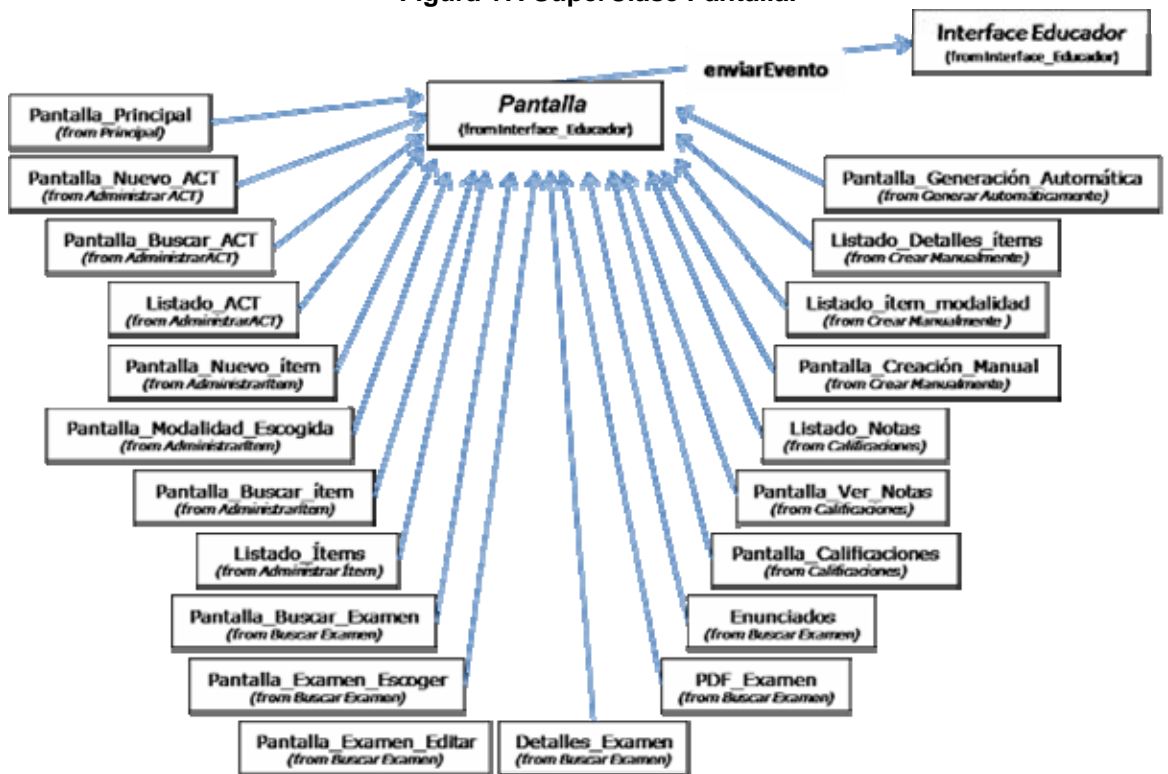 Figura 17. Superclase Pantalla.
Interface Educador
(from Interface_Educador)
enviarEvento
Pantalla
(from Interface_Educador)
Pantalla_Principal
(from Principal)
Pantalla_Nuevo_ACT
(from Administrar ACT)
Pantalla_Buscar_ACT
(from AdministrarACT)
Listado_ACT
(from AdministrarACT)
Pantalla_Nuevo_ítem
(from AdministrarÍtem)
Pantalla_Modalidad_Escogida
(from AdministrarÍtem)
Pantalla_Buscar_ítem
(from AdministrarÍtem)
Listado_Ítems
(from Administrar Ítem)
Pantalla_Buscar_Examen
(from Buscar Examen)
Pantalla_Examen_Escoger
(from Buscar Examen)
Pantalla_Examen_Editar
(from Buscar Examen)
Detalles_Examen
(from Buscar Examen)
Pantalla_Generación_Automática
(from Generar Automáticamente)
Listado_Detalles_ítems
(from Crear Manualmente)
Listado_ítem_modalidad
(from Crear Manualmente )
Pantalla_Creación_Manual
(from Crear Manualmente)
Listado_Notas
(from Calificaciones)
Pantalla_Ver_Notas
(from Calificaciones)
Pantalla_Calificaciones
(from Calificaciones)
Enunciados
(from Buscar Examen)
PDF_Examen
(from Buscar Examen)